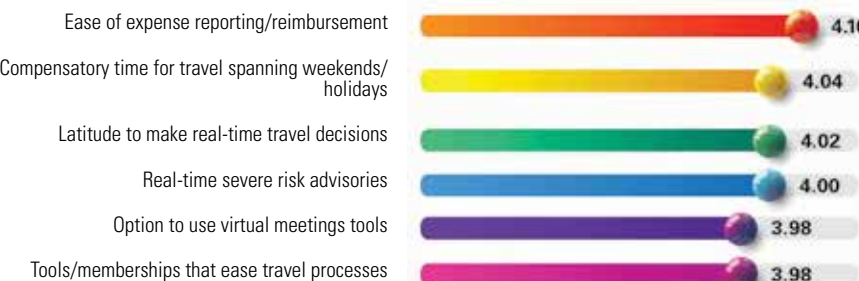 Ease of expense reporting/reimbursement
4.10
Compensatory time for travel spanning weekends/
holidays
4.04
Latitude to make real-time travel decisions
4.02
Real-time severe risk advisories
4.00
Option to use virtual meetings tools
3.98
Tools/memberships that ease travel processes
3.98